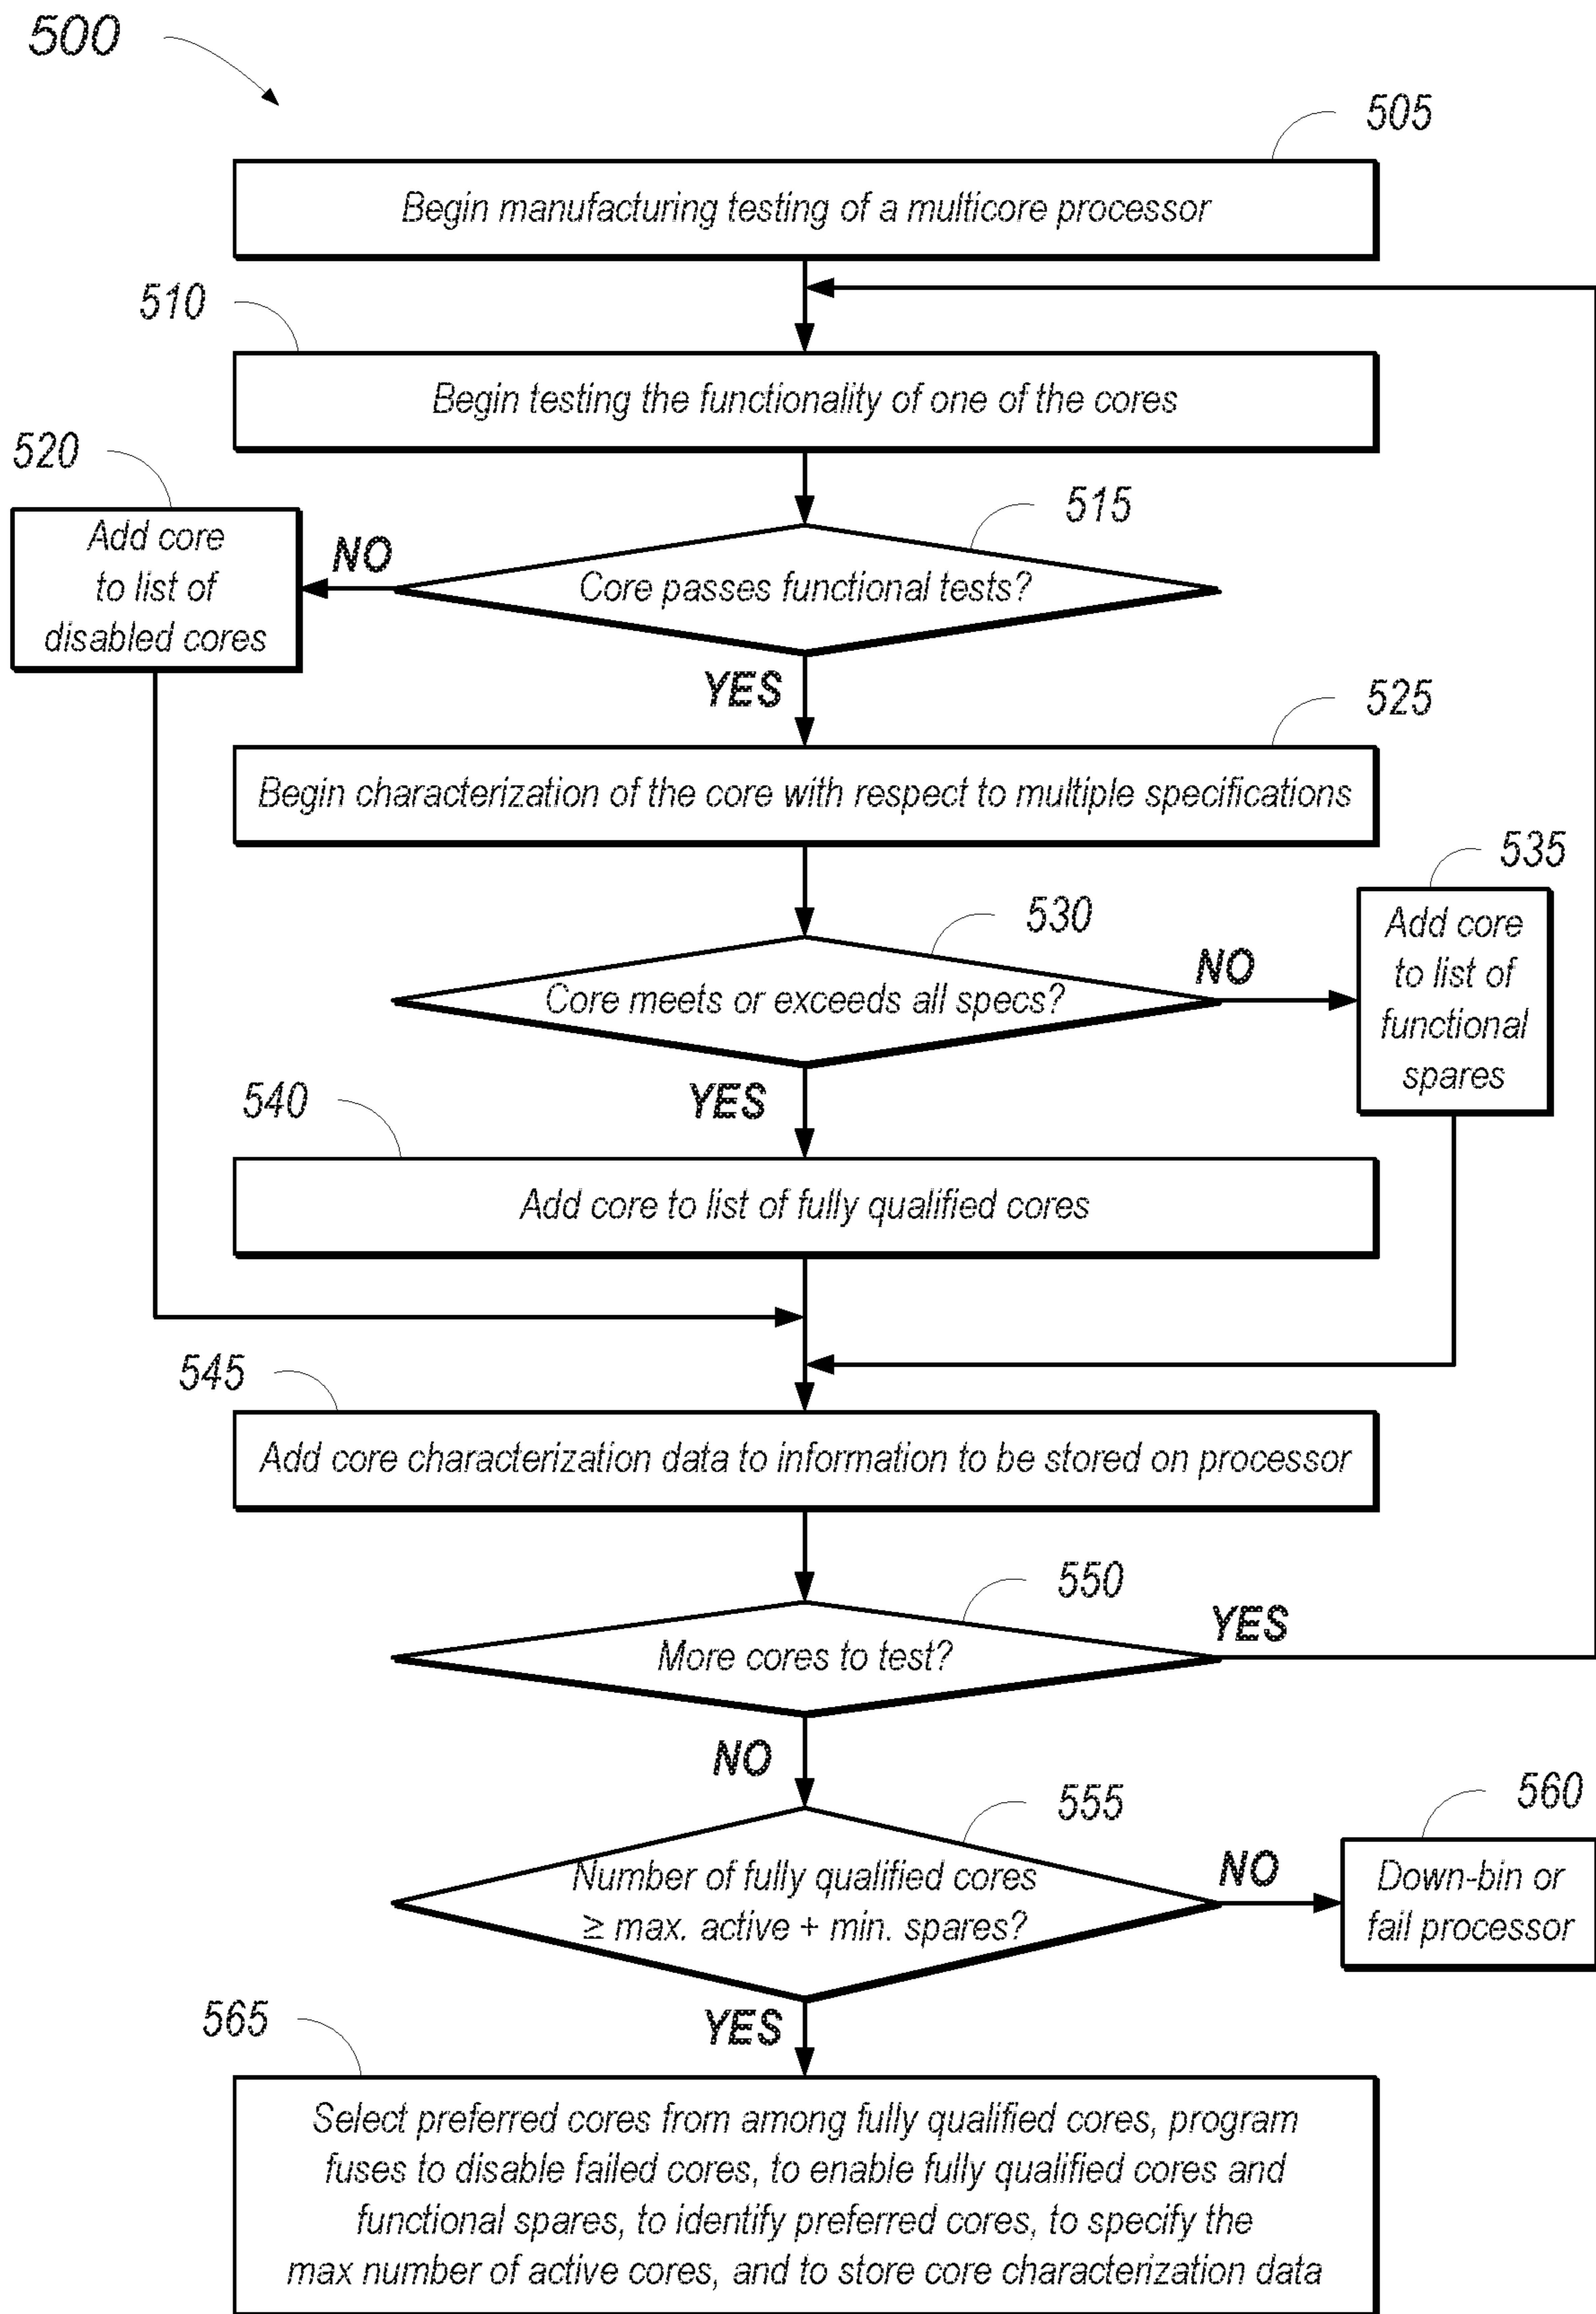 500
505
Begin manufacturing testing of a multicore processor
510
Begin testing the functionality of one of the cores
520
Add core
to list of
disabled cores
NO
515
Core passes functional tests?
YES
525
Begin characterization of the core with respect to multiple specifications
535
Add core
to list of
functional
spares
530
NO
Core meets or exceeds all specs?
YES
540
Add core to list of fully qualified cores
545
Add core characterization data to information to be stored on processor
550
YES
More cores to test?
NO
555
560
Number of fully qualified cores
≥ max. active + min. spares?
NO
Down-bin or
fail processor
YES
565
Select preferred cores from among fully qualified cores, program
fuses to disable failed cores, to enable fully qualified cores and
functional spares, to identify preferred cores, to specify the
max number of active cores, and to store core characterization data